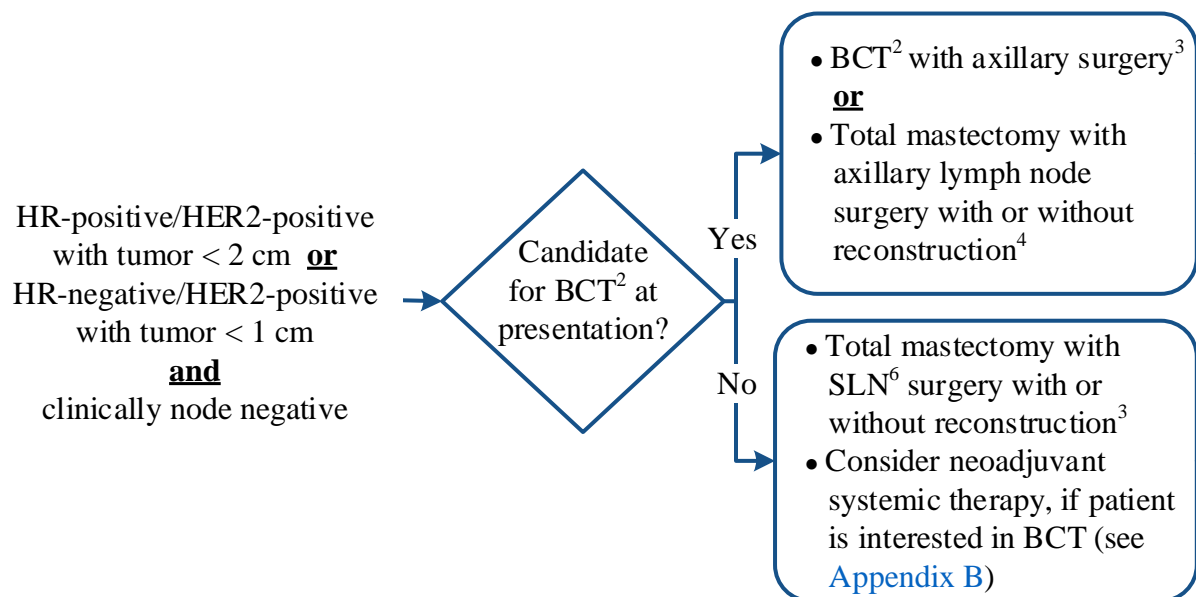 HR-positive/HER2-positive
with tumor < 2 cm or
HR-negative/HER2-positive
with tumor < 1 cm
and
clinically node negative
Candidate
for BCT² at
presentation?
Yes
• BCT² with axillary surgery³
or
• Total mastectomy with
axillary lymph node
surgery with or without
reconstruction⁴
No
• Total mastectomy with
SLN⁶ surgery with or
without reconstruction³
• Consider neoadjuvant
systemic therapy, if patient
is interested in BCT (see
Appendix B)